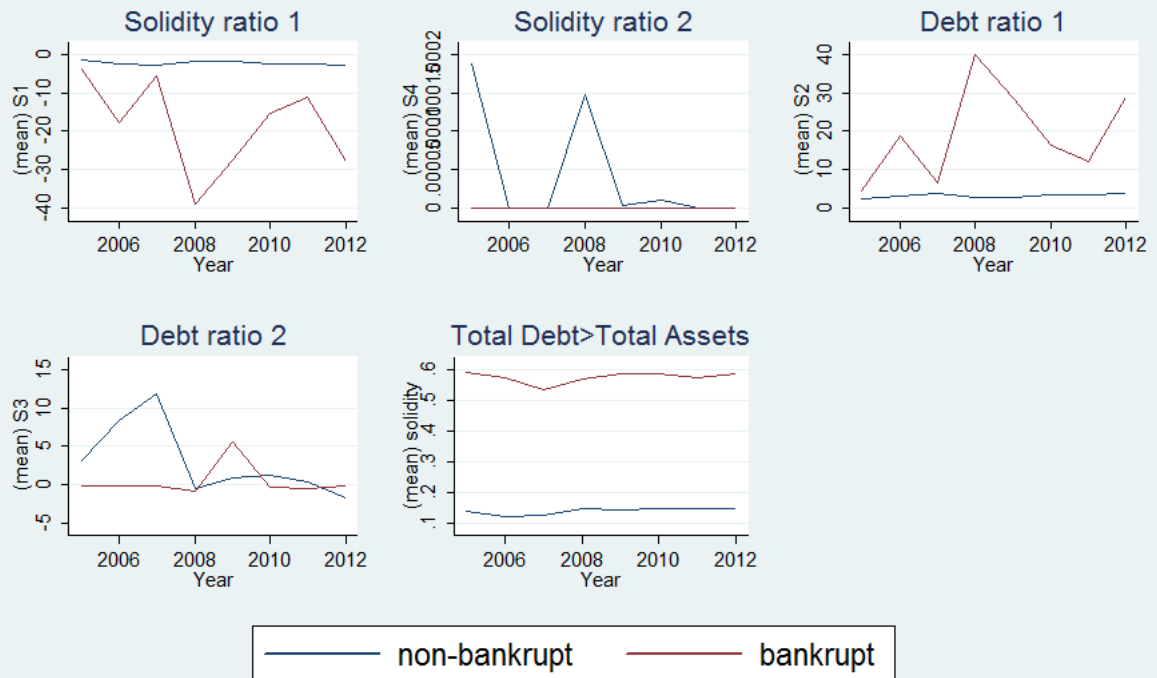 Solidity ratio 1
(mean) S1
0
-10
-20
-30
-40
2006 2008 2010 2012
Year
Solidity ratio 2
(mean) S4
0
2006 2008 2010 2012
Year
Debt ratio 1
(mean) S2
40
30
20
10
0
2006 2008 2010 2012
Year
Debt ratio 2
(mean) S3
15
10
5
0
-5
2006 2008 2010 2012
Year
Total Debt>Total Assets
(mean) solidity
.6
.5
.4
.3
.2
.1
2006 2008 2010 2012
Year
non-bankrupt bankrupt